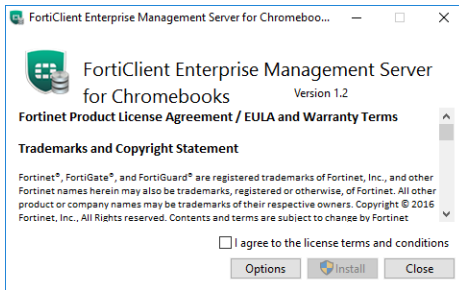 FortiClient Enterprise Management Server for Chromeboo...
FortiClient Enterprise Management Server
for Chromebooks
Version 1.2
Fortinet Product License Agreement / EULA and Warranty Terms
Trademarks and Copyright Statement
Fortinet®, FortiGate®, and FortiGuard® are registered trademarks of Fortinet, Inc., and other
Fortinet names herein may also be trademarks, registered or otherwise, of Fortinet. All other
product or company names may be trademarks of their respective owners. Copyright © 2016
Fortinet, Inc., All Rights reserved. Contents and terms are subject to change by Fortinet
I agree to the license terms and conditions
Options
Install
Close